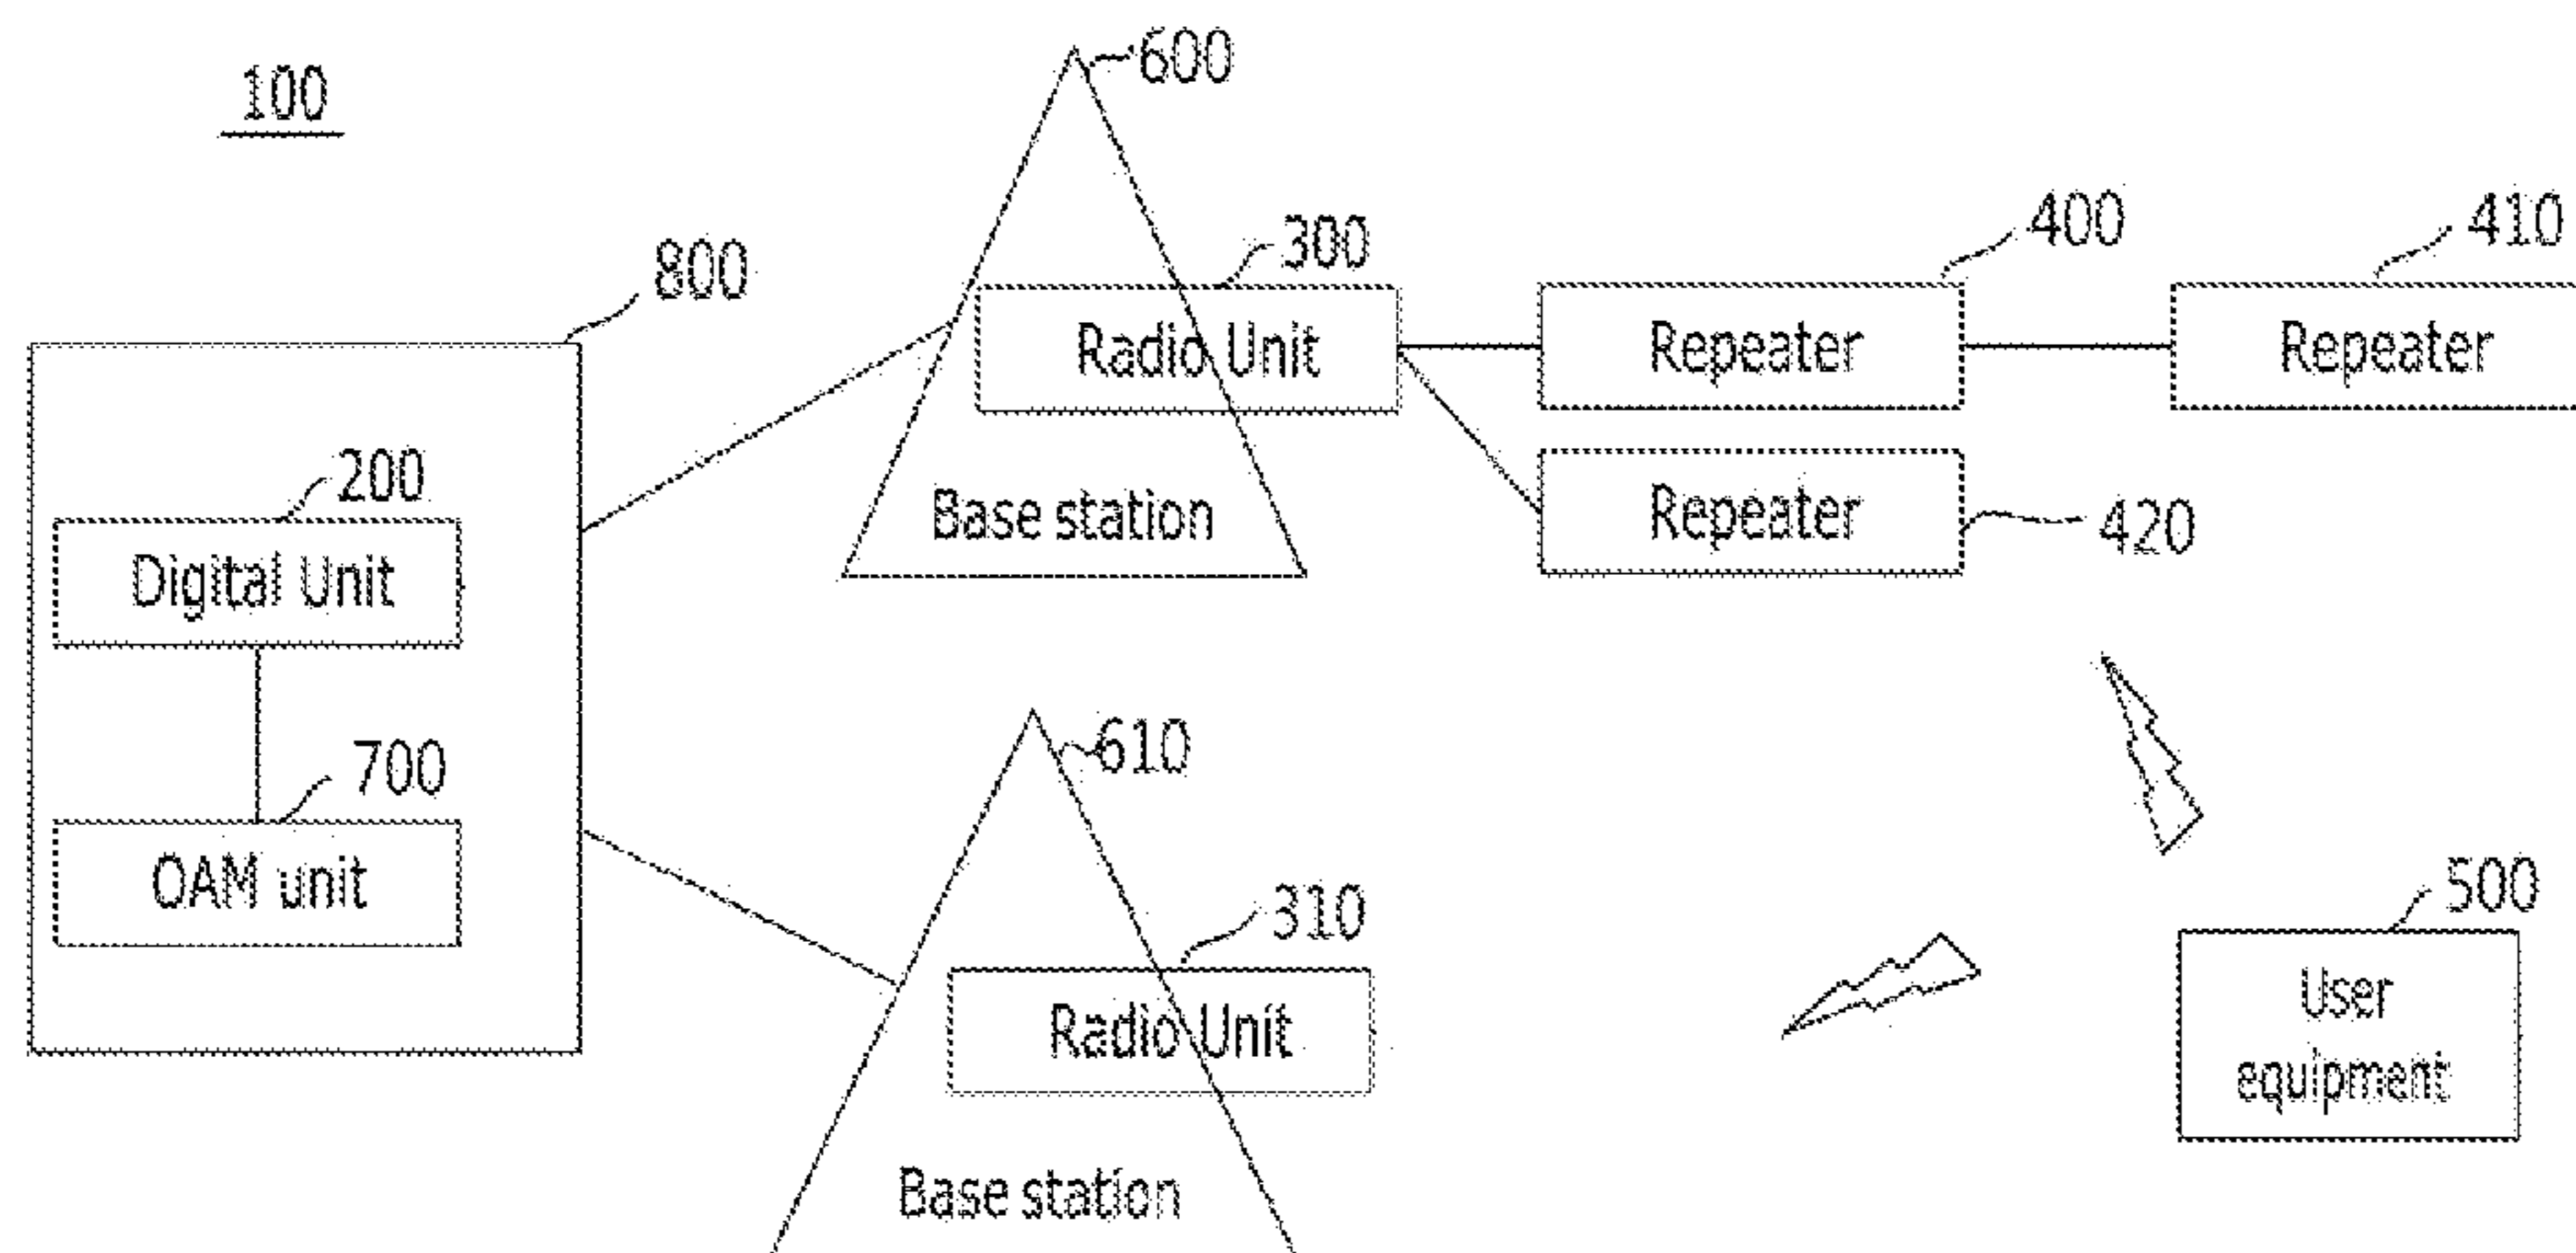 100
600
800
300
400
410
Radio Unit
Repeater
Repeater
200
Base station
Repeater
420
Digital Unit
700
610
OAM unit
310
500
Radio Unit
User
equipment
Base station